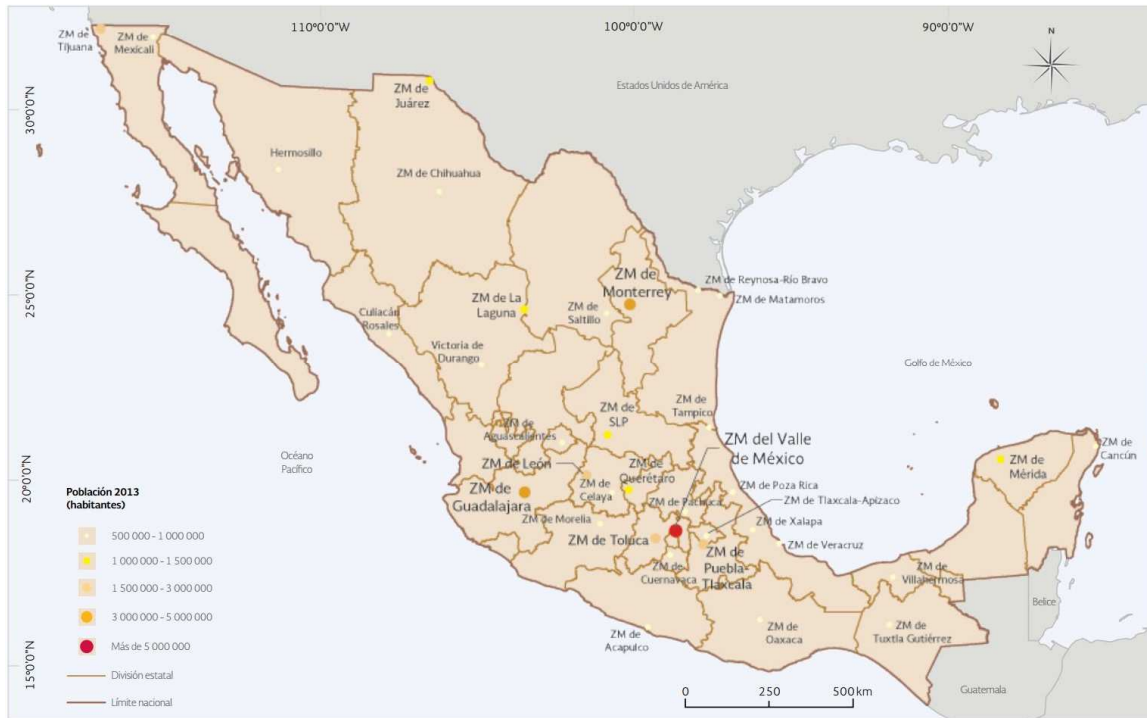 110°0'0"N
100°0'0"N
90°0'0"N
30°0'0"N
25°0'0"N
20°0'0"N
15°0'0"N
N
Estados Unidos de América
Golfo de México
Océano
Pacífico
Belice
Guatemala
ZM de
Tijuana
ZM de
Mexicali
ZM de
Juárez
Hermosillo
ZM de Chihuahua
ZM de
Monterrey
ZM de Reynosa-Río Bravo
ZM de Matamoros
ZM de La
Laguna
ZM de
Saltillo
Culiacán
Rosales
Victoria de
Durango
ZM de
Tampico
ZM de
SLP
ZM de
Aguascalientes
ZM del Valle
de México
ZM de León
ZM de
Querétaro
ZM de
Celaya
ZM de
Guadalajara
ZM de Poza Rica
ZM de Pachuca
ZM de Tlaxcala-Apizaco
ZM de Morelia
ZM de Xalapa
ZM de Toluca
ZM de Veracruz
ZM de
Puebla-
Tlaxcala
ZM de
Cuernavaca
ZM de
Mérida
ZM de
Cancún
ZM de
Villahermosa
ZM de
Acapulco
ZM de
Oaxaca
ZM de
Tuxtla Gutiérrez
Población 2013
(habitantes)
500 000 - 1 000 000
1 000 000 - 1 500 000
1 500 000 - 3 000 000
3 000 000 - 5 000 000
Más de 5 000 000
División estatal
Límite nacional
0 250 500 km